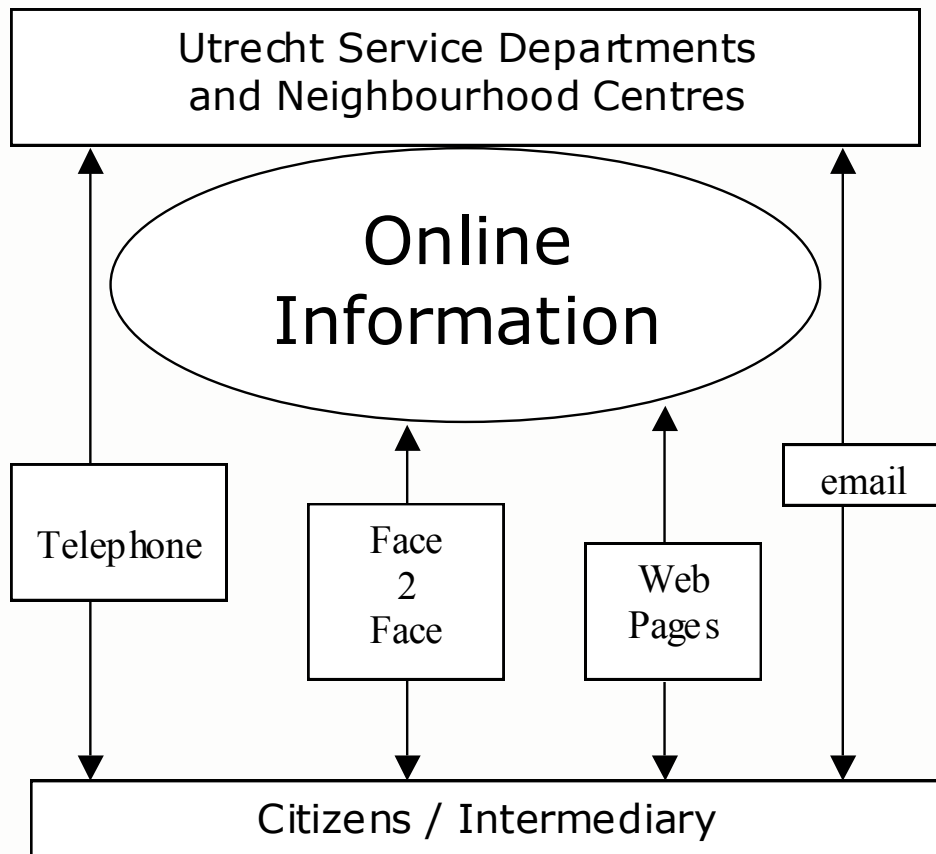 Utrecht Service Departments
and Neighbourhood Centres
Online
Information
Telephone
Face
2
Face
Web
Pages
email
Citizens / Intermediary